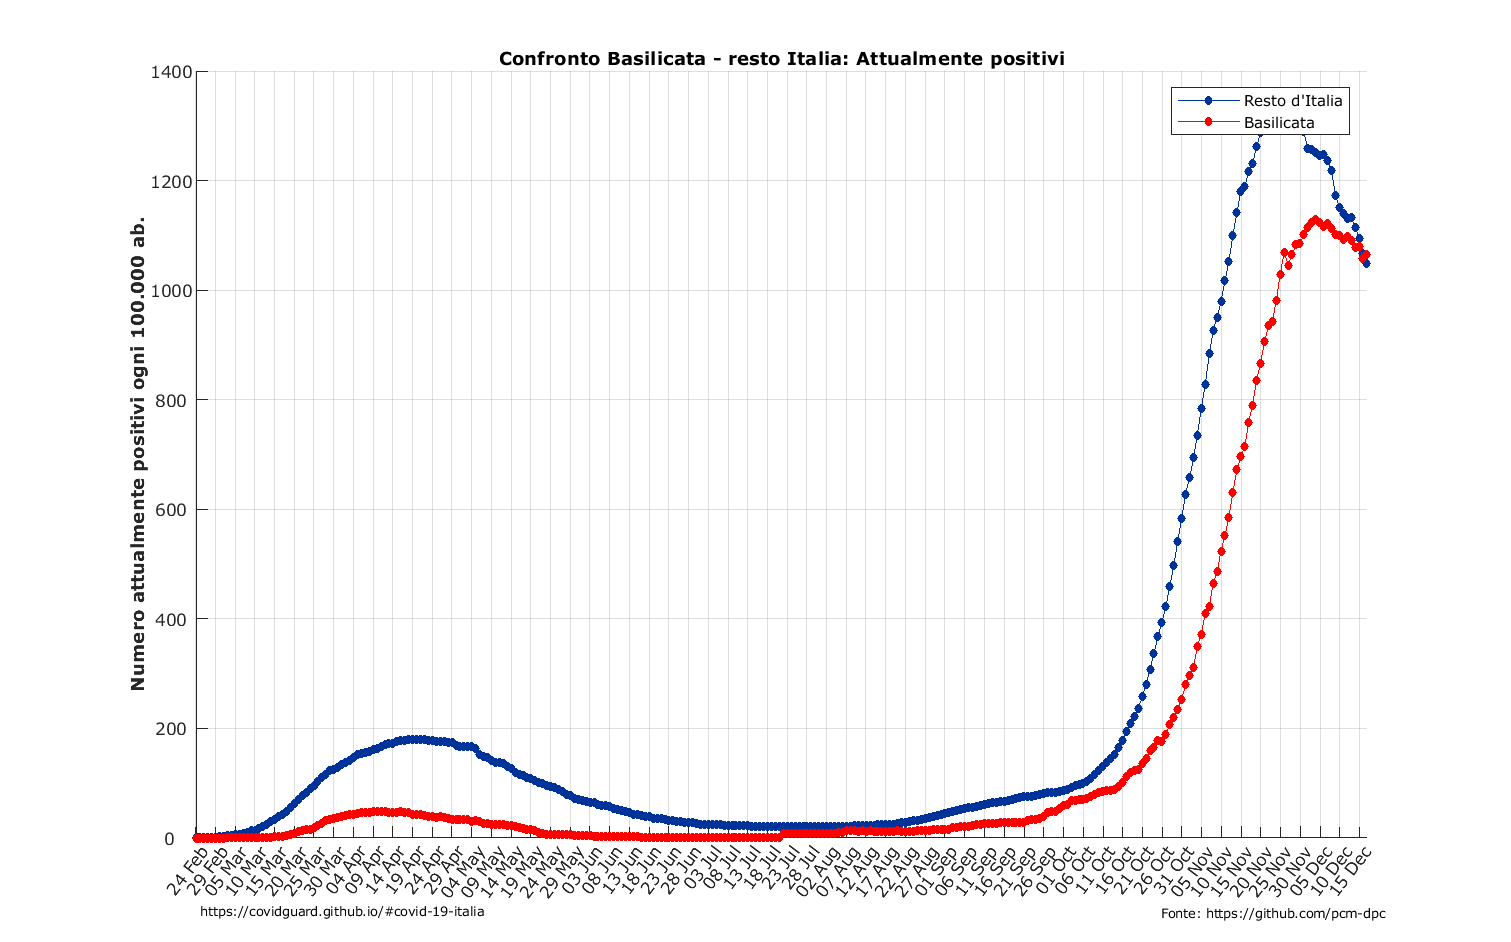 Confronto Basilicata - resto Italia: Attualmente positivi
Numero attualmente positivi ogni 100.000 ab.
1400
1200
1000
800
600
400
200
0
Resto d'Italia
Basilicata
24 Feb
29 Feb
05 Mar
10 Mar
15 Mar
20 Mar
25 Mar
30 Mar
04 Apr
09 Apr
14 Apr
19 Apr
24 Apr
29 Apr
04 May
09 May
14 May
19 May
24 May
29 May
03 Jun
08 Jun
13 Jun
18 Jun
23 Jun
28 Jun
03 Jul
08 Jul
13 Jul
18 Jul
23 Jul
28 Jul
02 Aug
07 Aug
12 Aug
17 Aug
22 Aug
27 Aug
01 Sep
06 Sep
11 Sep
16 Sep
21 Sep
26 Sep
01 Oct
06 Oct
11 Oct
16 Oct
21 Oct
26 Oct
31 Oct
05 Nov
10 Nov
15 Nov
20 Nov
25 Nov
30 Nov
05 Dec
10 Dec
15 Dec
https://covidguard.github.io/#covid-19-italia
Fonte: https://github.com/pcm-dpc